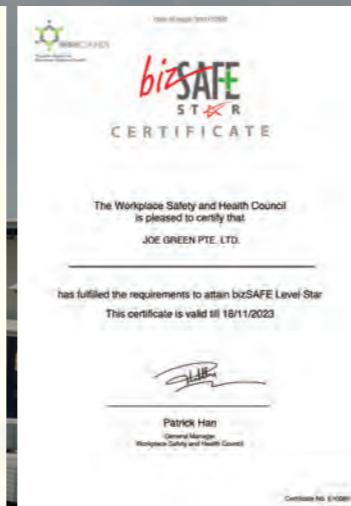 bizSAFE
STAR
CERTIFICATE
The Workplace Safety and Health Council
is pleased to certify that
JOE GREEN PTE. LTD.
has fulfilled the requirements to attain bizSAFE Level Star
This certificate is valid till 18/11/2023
Patrick Han
General Manager
Workplace Safety and Health Council
Certificate No.